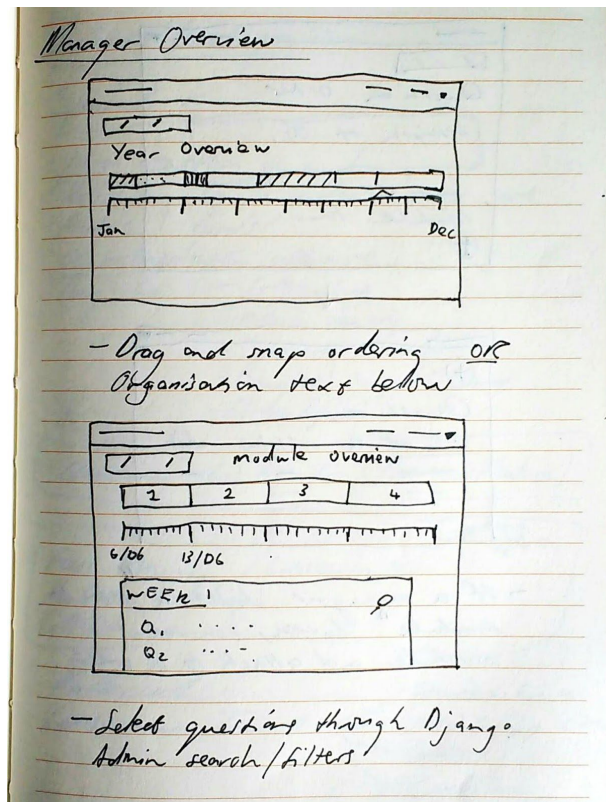 Manager Overview
Year Overview
Jan Dec
- Drag and snap ordering OR
Organisation text below
module overview
1 2 3 4
6/06 13/06
WEEK 1
Q1
Q2
- Select questions through Django
Admin search/filters